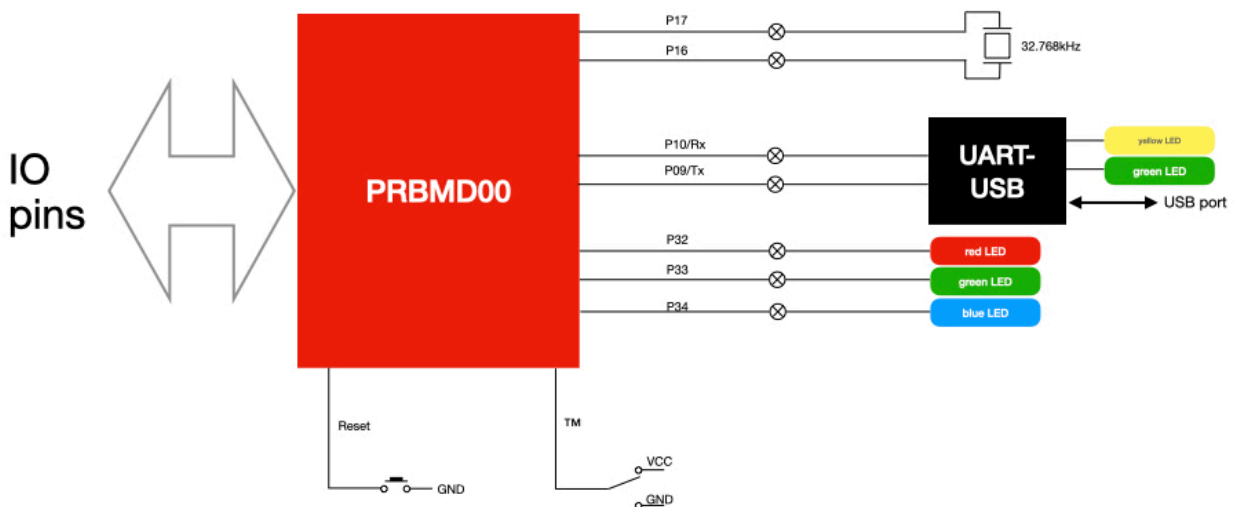 P17
P16
32.768kHz
IO
pins
PRBMD00
P10/Rx
P09/Tx
UART-
USB
yellow LED
green LED
USB port
P32
red LED
P33
green LED
P34
blue LED
Reset
GND
TM
VCC
GND